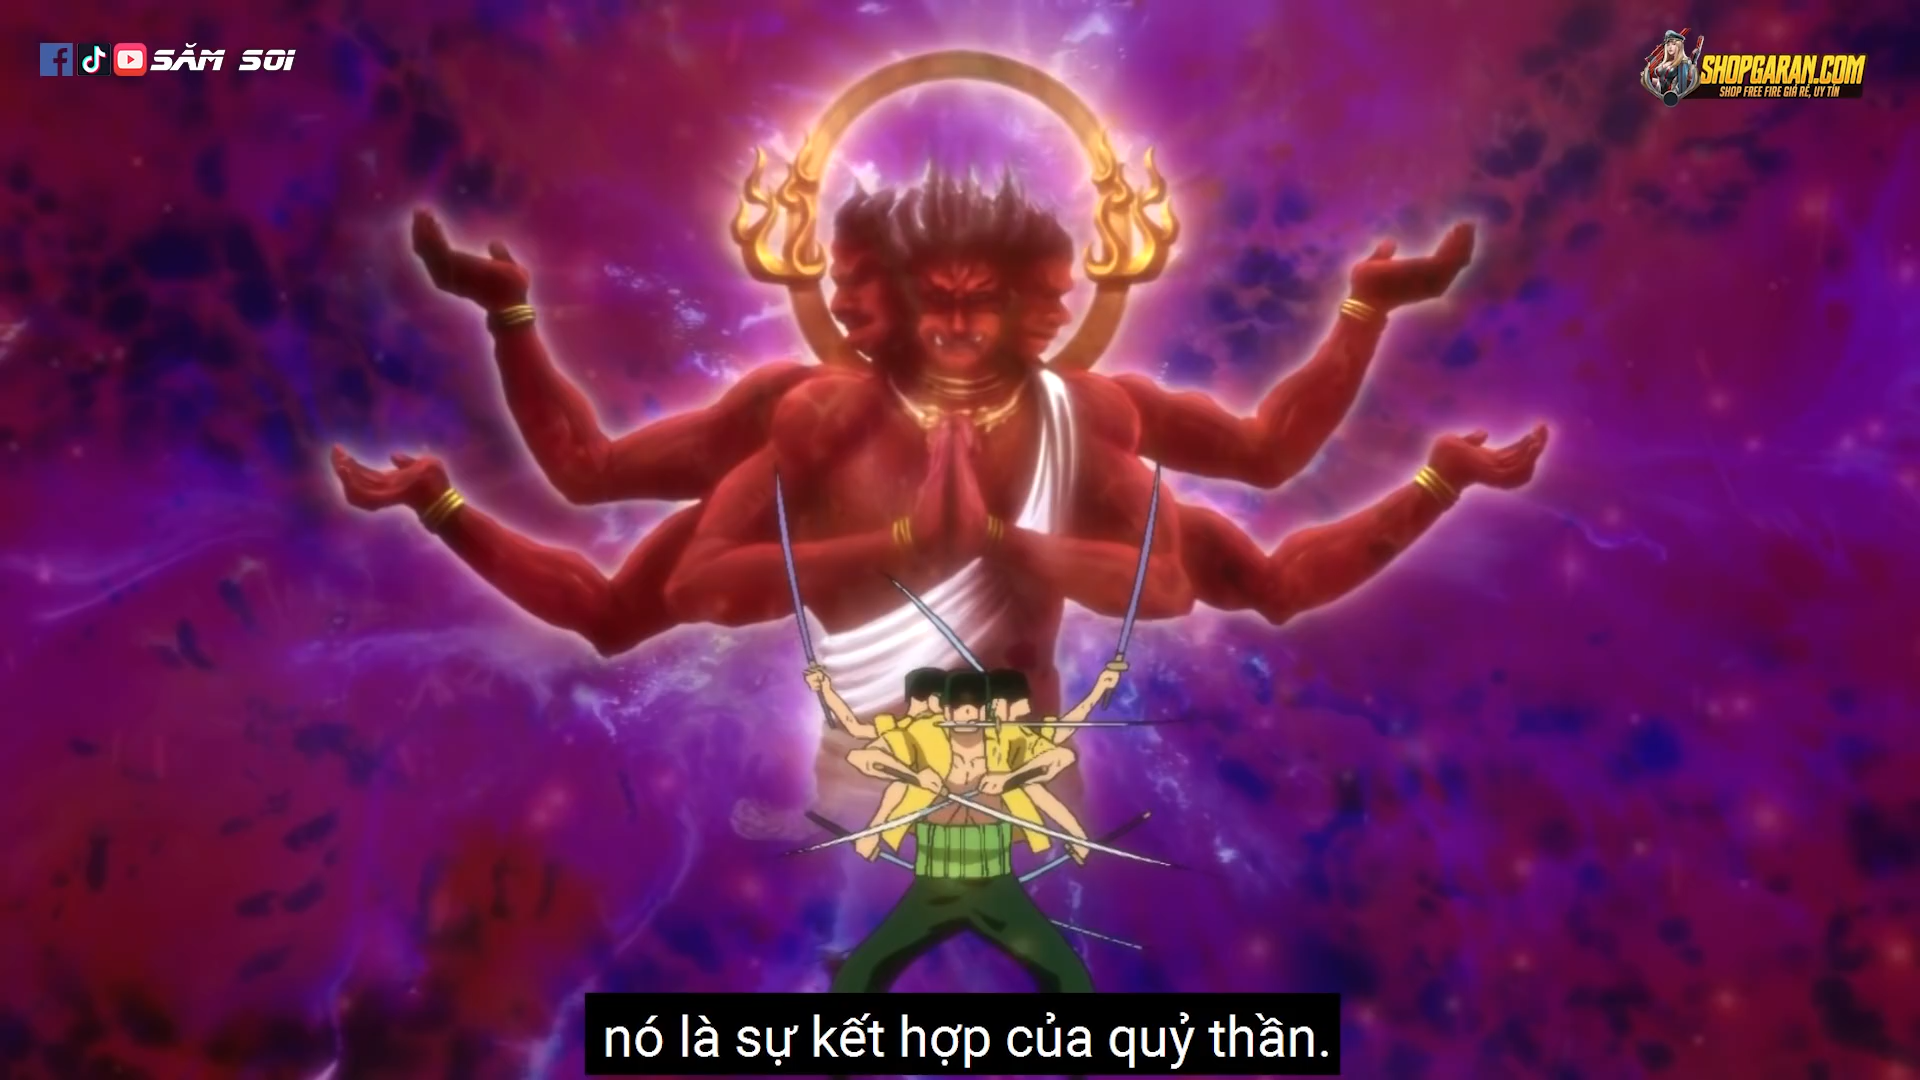 SĂM SOI
SHOPGARAN.COM
SHOP FREE FIRE GIÁ RẺ, UY TÍN
nó là sự kết hợp của quỷ thần.